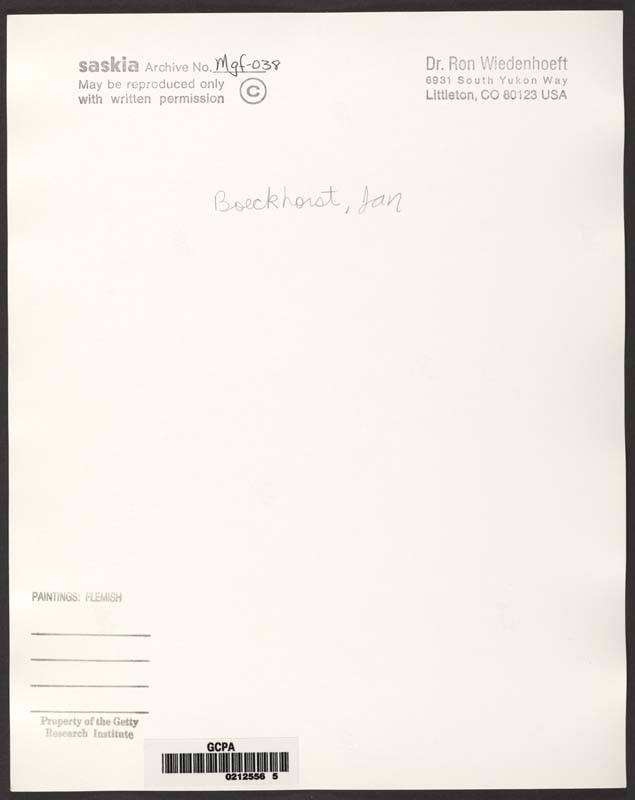 saskia Archive No. Mgf-038
May be reproduced only
with written permission ©
Dr. Ron Wiedenhoeft
6931 South Yukon Way
Littleton, CO 80123 USA
Boeckhorst, Jan
PAINTINGS: FLEMISH
Property of the Getty
Research Institute
GCPA
0212556 5